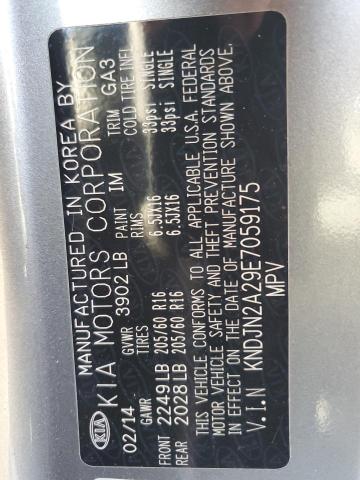 MANUFACTURED IN KOREA BY
KIA KIA MOTORS CORPORATION
02/14 GVWR 3902 LB PAINT IM TRIM GA3
GAWR TIRES RIMS COLD TIRE INFL
FRONT 2249 LB 205/60 R16 6.5JX16 33psi SINGLE
REAR 2028 LB 205/60 R16 6.5JX16 33psi SINGLE
THIS VEHICLE CONFORMS TO ALL APPLICABLE U.S.A. FEDERAL
MOTOR VEHICLE SAFETY AND THEFT PREVENTION STANDARDS
IN EFFECT ON THE DATE OF MANUFACTURE SHOWN ABOVE.
V.I.N KNDJN2A29E7059175
MPV